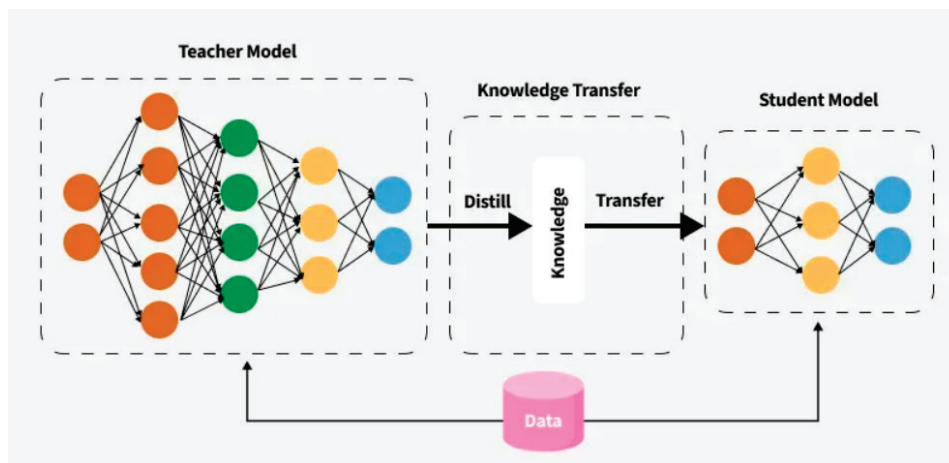 Teacher Model
Knowledge Transfer
Student Model
Distill
Knowledge
Transfer
Data